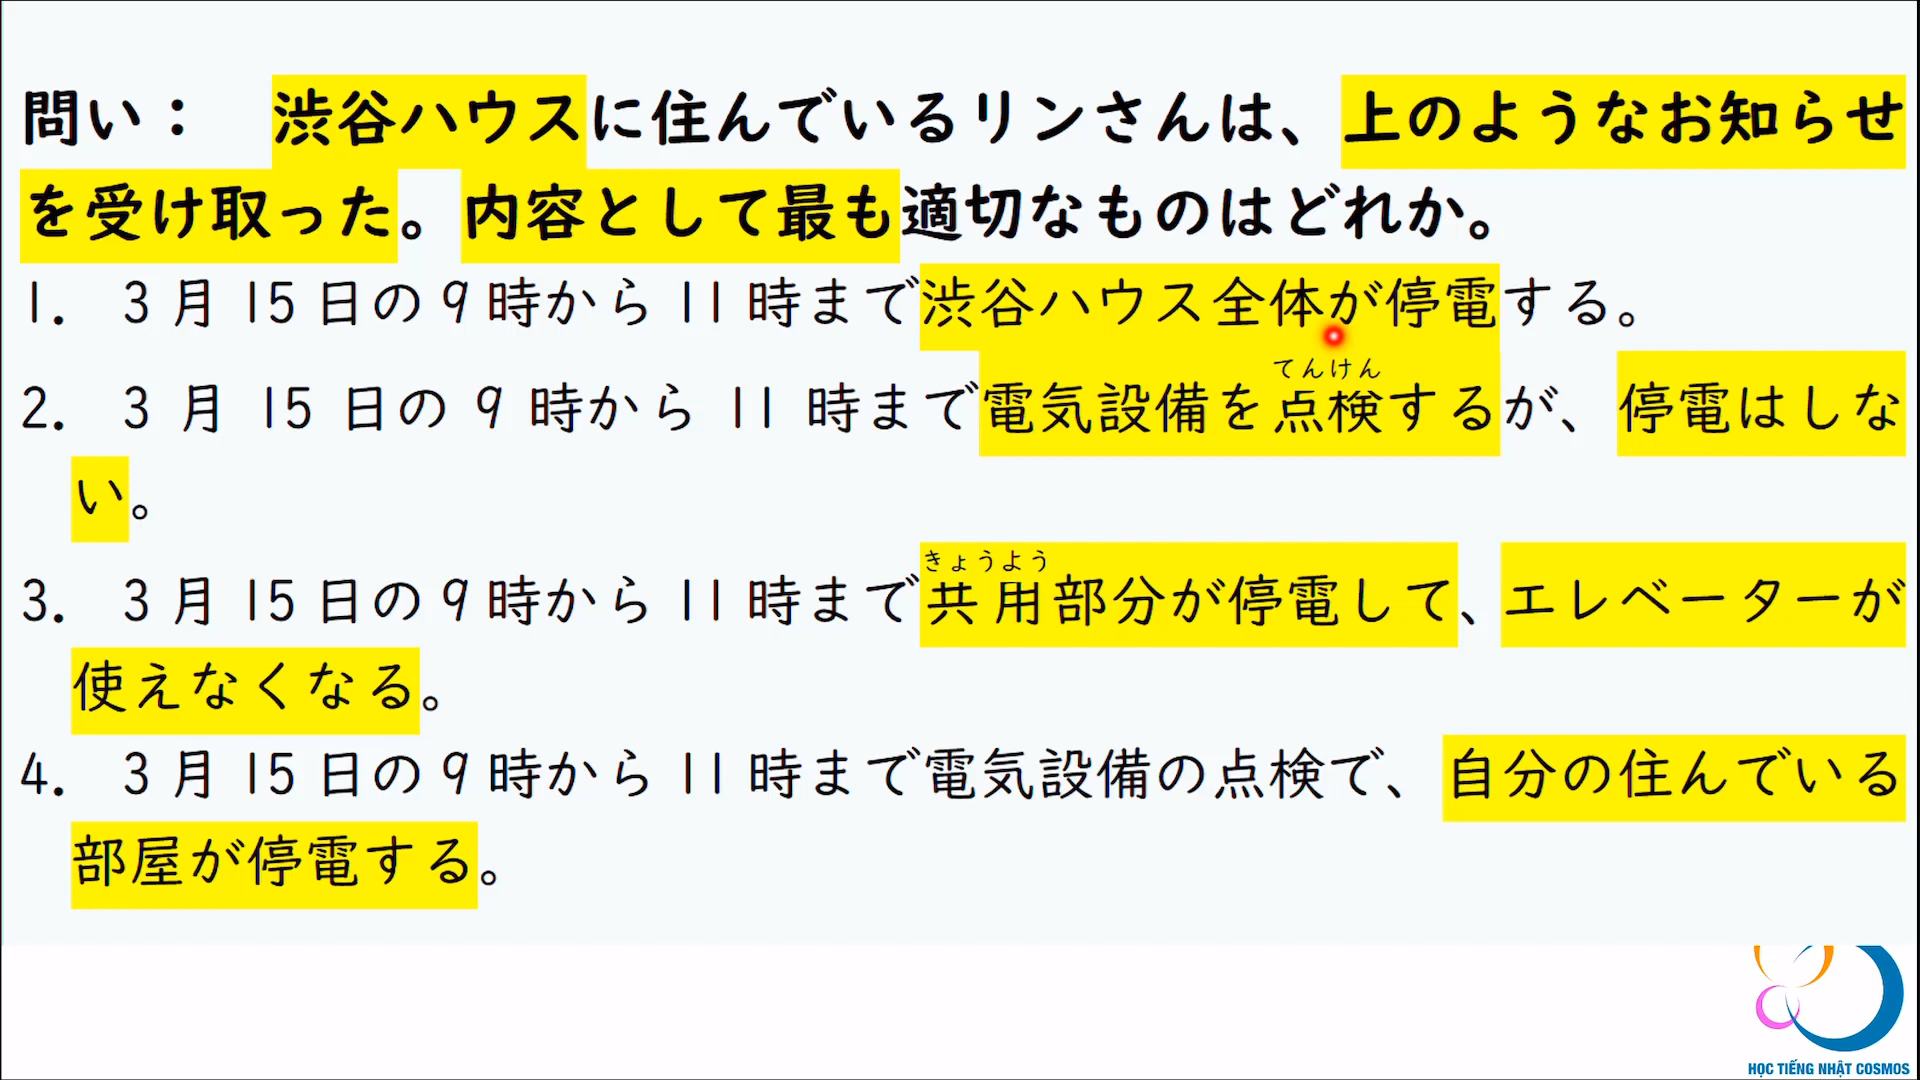 問い： 渋谷ハウスに住んでいるリンさんは、上のようなお知らせ
を受け取った。内容として最も適切なものはどれか。
1. 3月15日の9時から11時まで渋谷ハウス全体が停電する。
てんけん
2. 3月15日の9時から11時まで電気設備を点検するが、停電はしな
い。
きょうよう
3. 3月15日の9時から11時まで共用部分が停電して、エレベーターが
使えなくなる。
4. 3月15日の9時から11時まで電気設備の点検で、自分の住んでいる
部屋が停電する。
HỌC TIẾNG NHẬT COSMOS